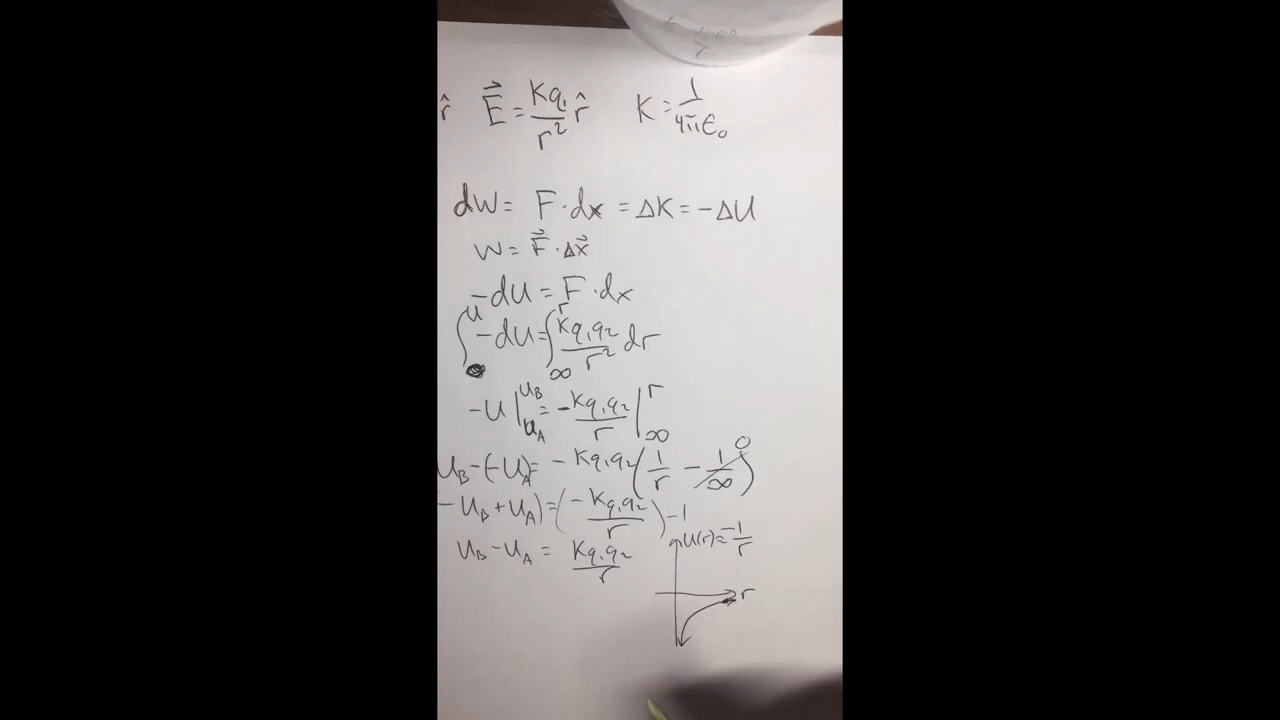 r̂ E⃗ = Kq₁/r² r̂ K = 1/4πϵ₀
dW = F·dx = ΔK = -ΔU
W = F⃗·Δx⃗
-dU = F·dx
∫^U -dU = ∫_∞^r Kq₁q₂/r² dr
-U|_{U_A}^{U_B} = -Kq₁q₂/r |_∞^r
U_B-(-U_A) = -Kq₁q₂(1/r - 1/∞) 0
-U_B+U_A) = (-Kq₁q₂/r)-1
U_B-U_A = Kq₁q₂/r
U(r)=-1/r
r